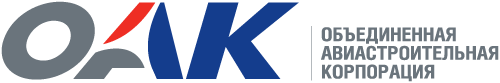 ОАК
ОБЪЕДИНЕННАЯ
АВИАСТРОИТЕЛЬНАЯ
КОРПОРАЦИЯ